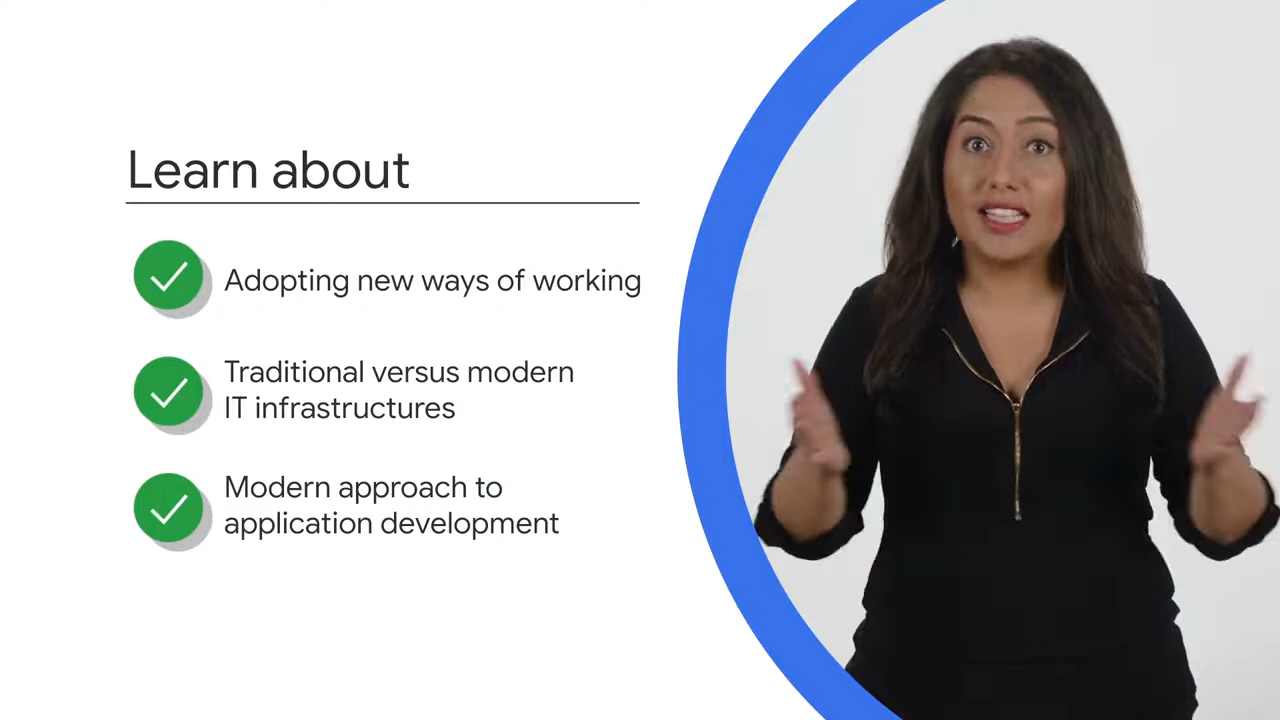 Learn about
Adopting new ways of working
Traditional versus modern
IT infrastructures
Modern approach to
application development